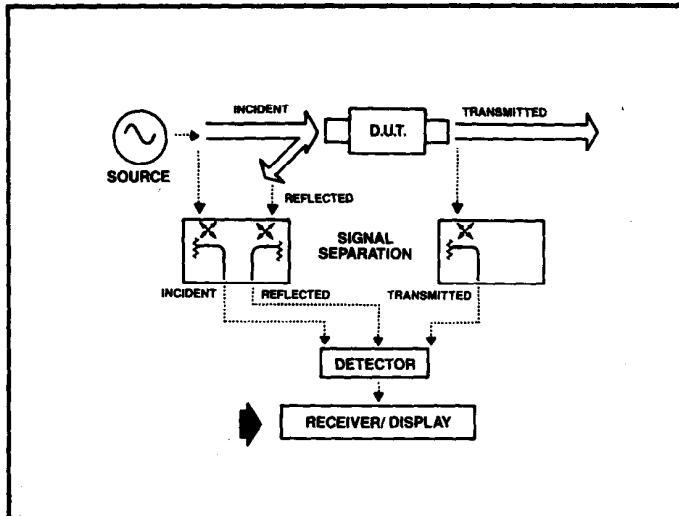 INCIDENT
TRANSMITTED
D.U.T.
SOURCE
REFLECTED
SIGNAL
SEPARATION
INCIDENT
REFLECTED
TRANSMITTED
DETECTOR
RECEIVER/ DISPLAY